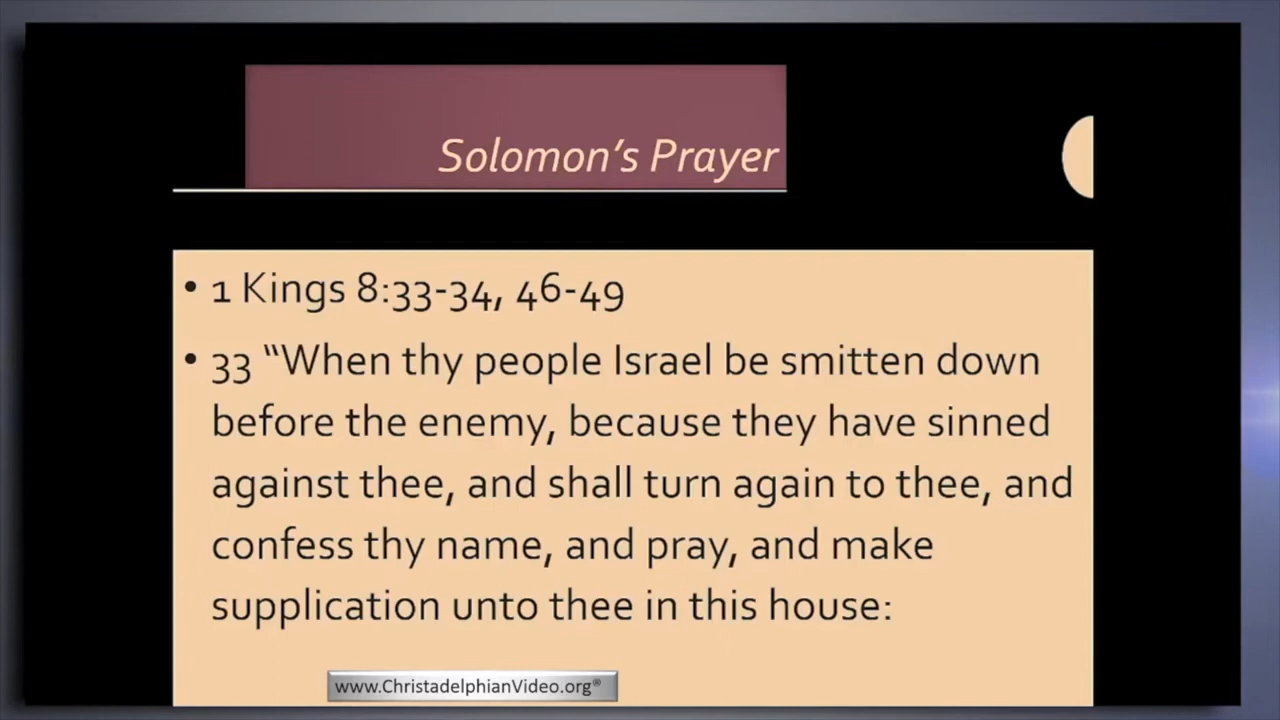 Solomon’s Prayer
• 1 Kings 8:33-34, 46-49
• 33 “When thy people Israel be smitten down
before the enemy, because they have sinned
against thee, and shall turn again to thee, and
confess thy name, and pray, and make
supplication unto thee in this house:
www.ChristadelphianVideo.org®